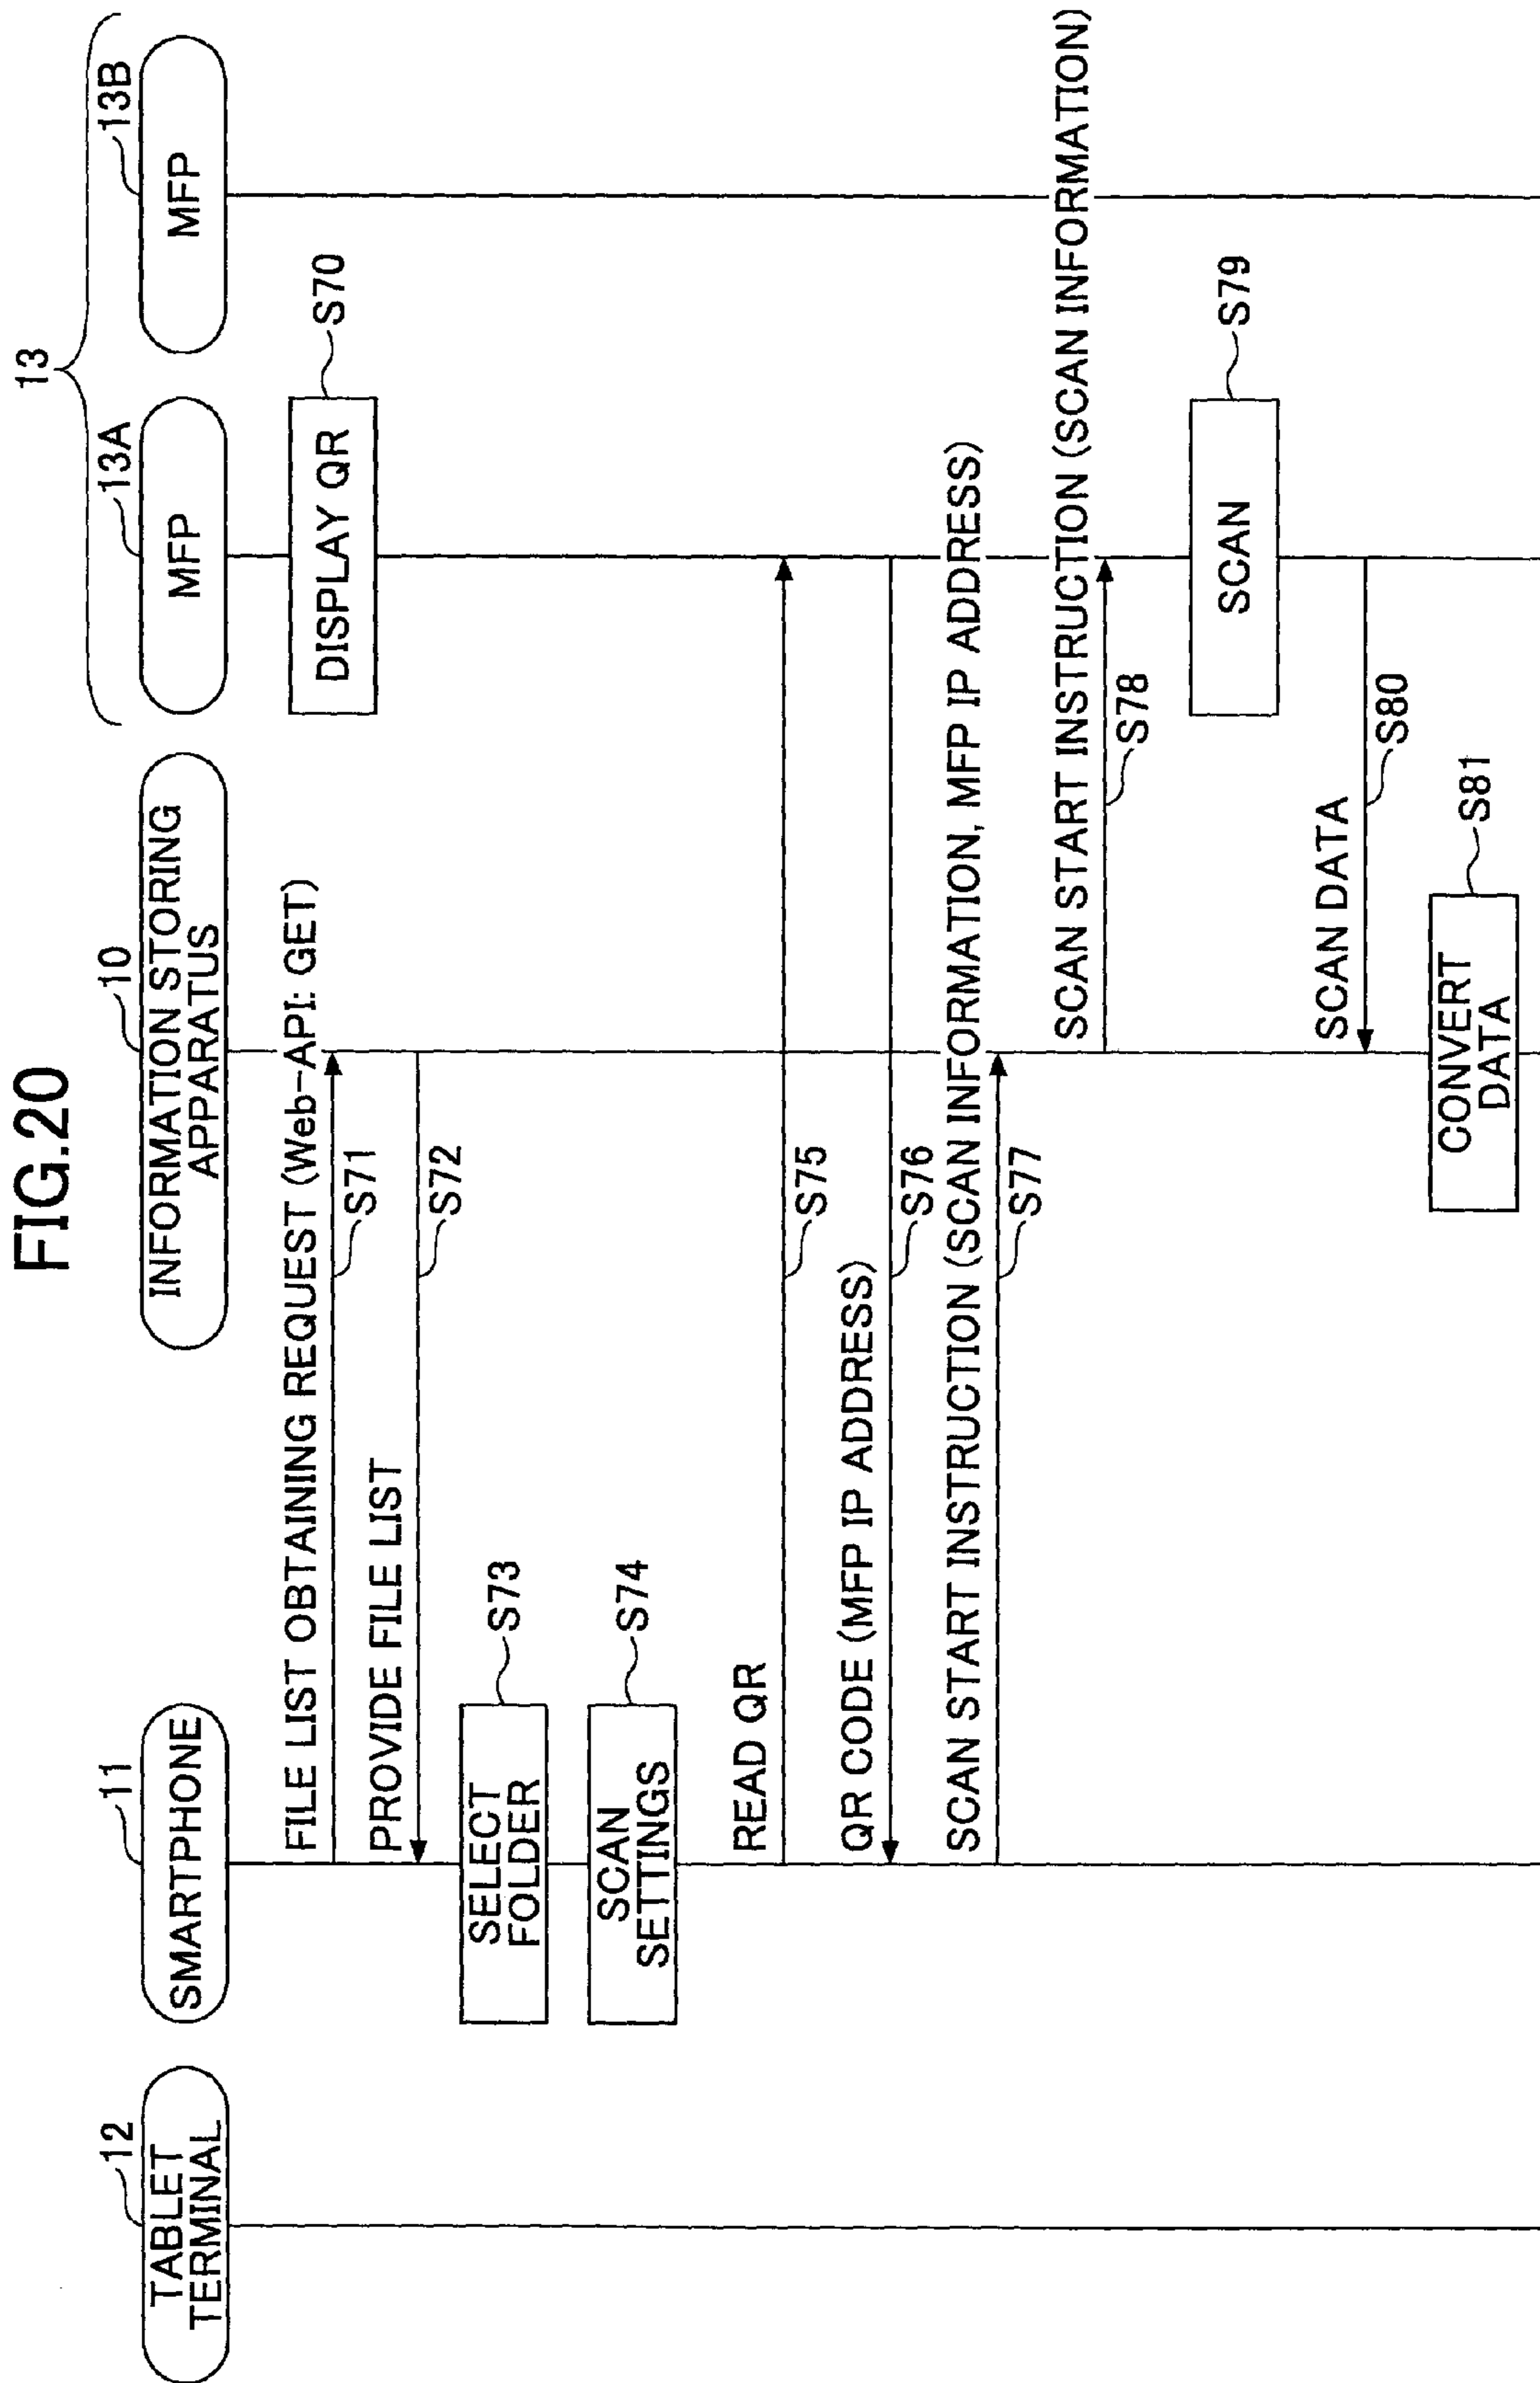 FIG.20
12
TABLET
TERMINAL
11
SMARTPHONE
10
INFORMATION STORING
APPARATUS
13
13A
MFP
13B
MFP
DISPLAY QR
S70
FILE LIST OBTAINING REQUEST (Web-API: GET)
S71
PROVIDE FILE LIST
S72
SELECT
FOLDER
S73
SCAN
SETTINGS
S74
READ QR
S75
QR CODE (MFP IP ADDRESS)
S76
SCAN START INSTRUCTION (SCAN INFORMATION, MFP IP ADDRESS)
S77
SCAN START INSTRUCTION (SCAN INFORMATION)
S78
SCAN
S79
SCAN DATA
S80
CONVERT
DATA
S81